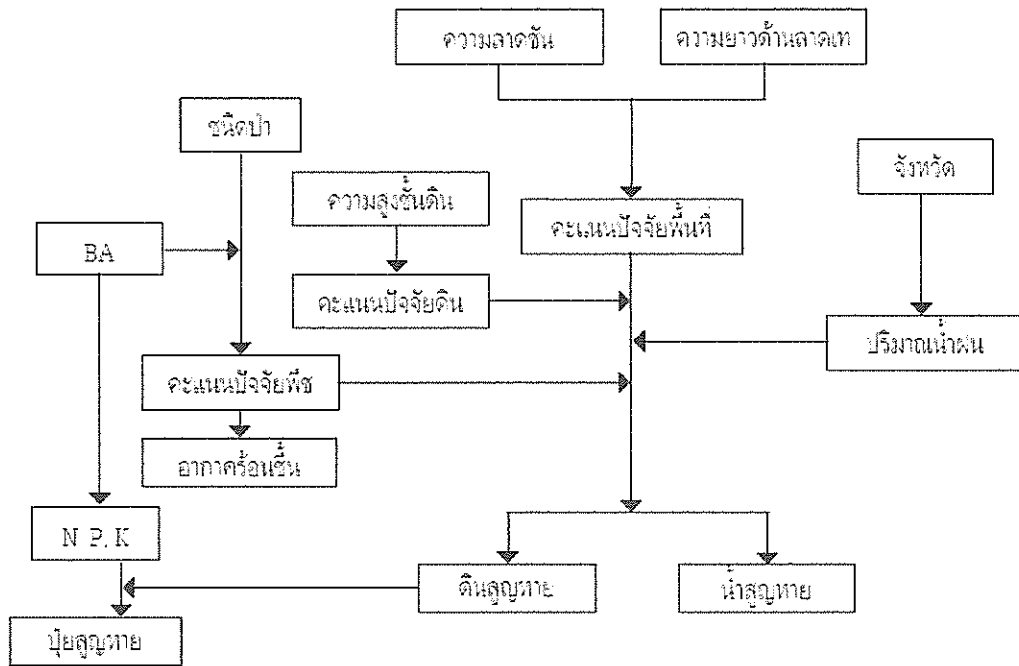 ความลาดชัน
ความยาวด้านลาดเท
ชนิดป่า
จังหวัด
ความสูงชั้นดิน
คะแนนปัจจัยพื้นที่
BA
คะแนนปัจจัยดิน
ปริมาณน้ำฝน
คะแนนปัจจัยพืช
อากาศร้อนชื้น
N P.K
ดินสูญหาย
น้ำสูญหาย
ปุ๋ยสูญหาย